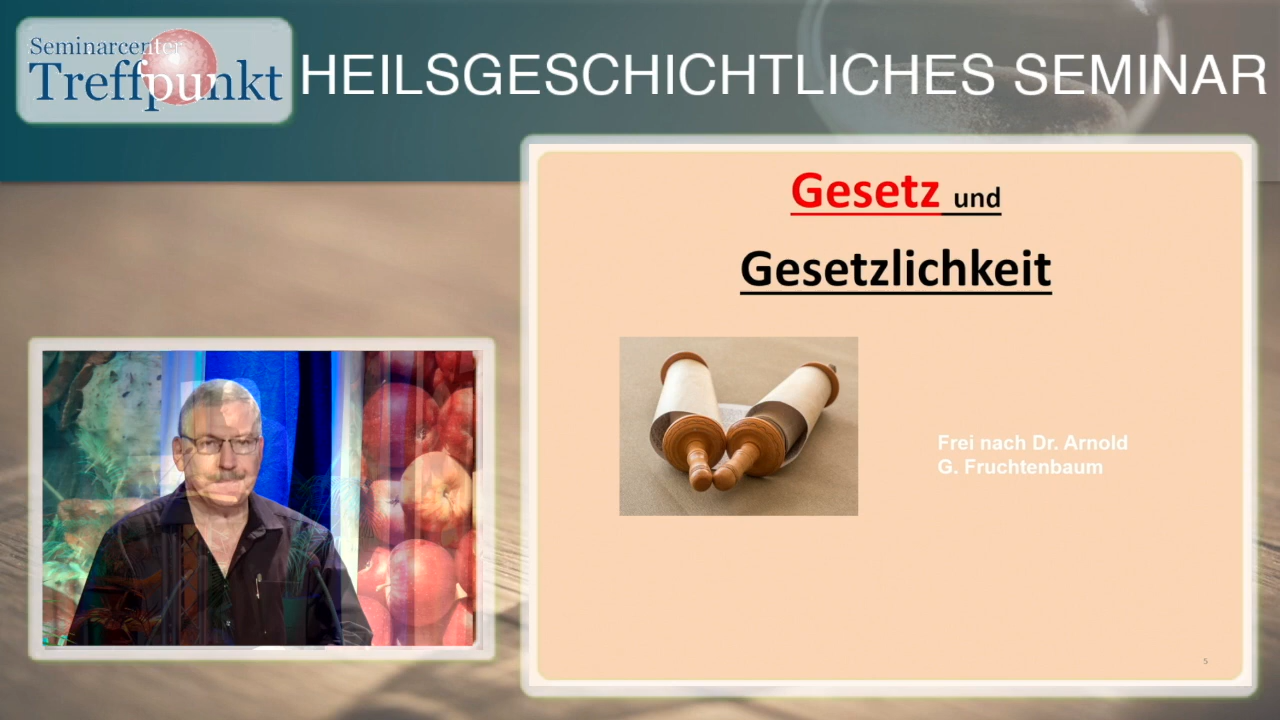 Seminarcenter
Treffpunkt
HEILSGESCHICHTLICHES SEMINAR
Gesetz und
Gesetzlichkeit
Frei nach Dr. Arnold
G. Fruchtenbaum
5